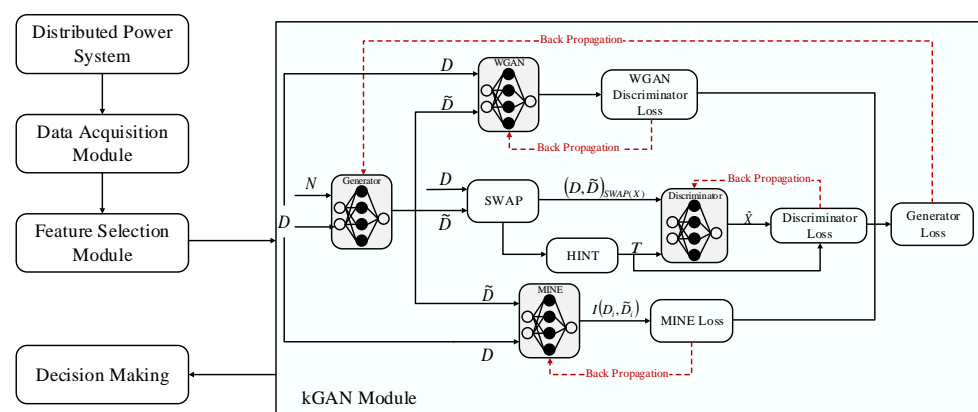 Distributed Power
System
Data Acquisition
Module
Feature Selection
Module
Decision Making
Back Propagation
D
WGAN
D̃
WGAN
Discriminator
Loss
Back Propagation
N
D
Generator
D
D̃
SWAP
(D, D̃)SWAP(X)
HINT
T
Discriminator
Back Propagation
X̂
Discriminator
Loss
Generator
Loss
D̃
D
MINE
I(Di, D̃i)
MINE Loss
Back Propagation
kGAN Module